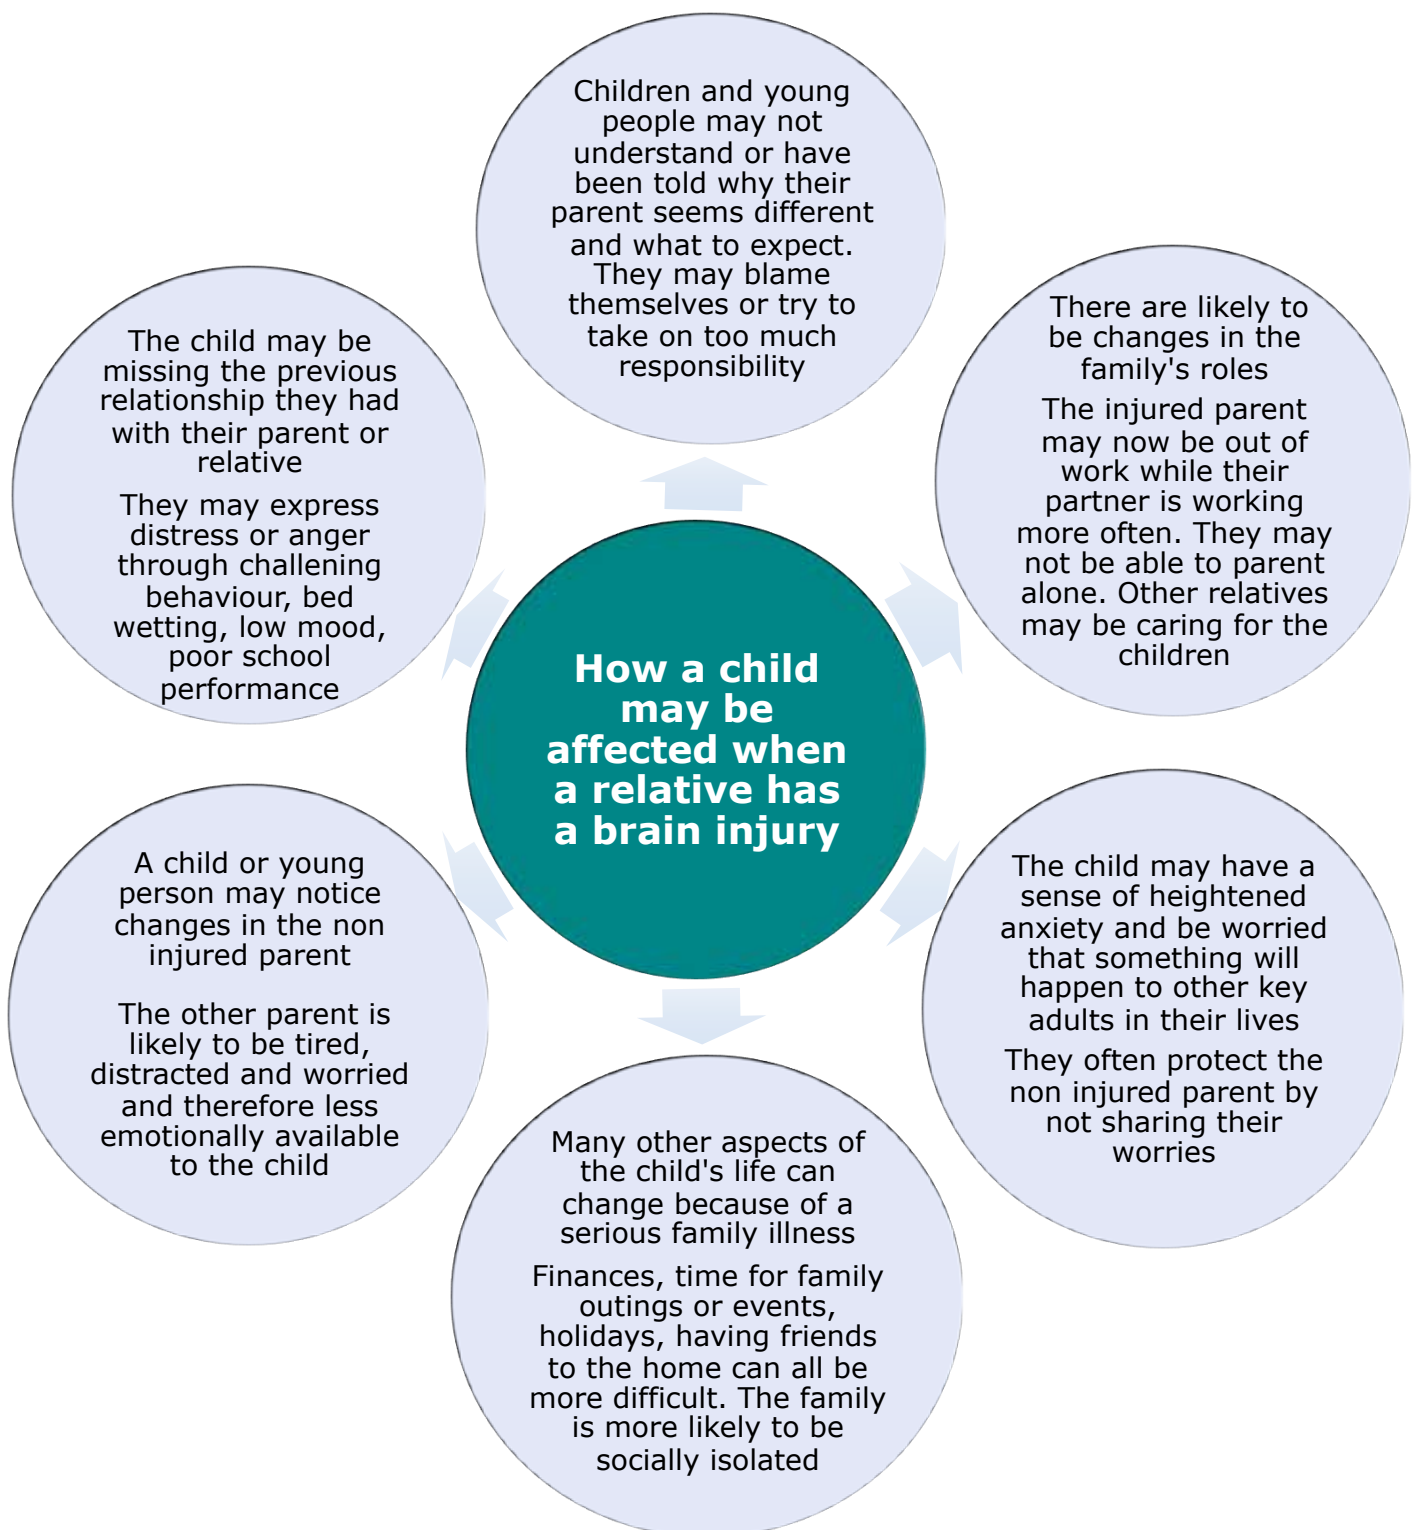 Children and young
people may not
understand or have
been told why their
parent seems different
and what to expect.
They may blame
themselves or try to
take on too much
responsibility
There are likely to
be changes in the
family's roles
The injured parent
may now be out of
work while their
partner is working
more often. They may
not be able to parent
alone. Other relatives
may be caring for the
children
The child may have a
sense of heightened
anxiety and be worried
that something will
happen to other key
adults in their lives
They often protect the
non injured parent by
not sharing their
worries
Many other aspects of
the child's life can
change because of a
serious family illness
Finances, time for family
outings or events,
holidays, having friends
to the home can all be
more difficult. The family
is more likely to be
socially isolated
A child or young
person may notice
changes in the non
injured parent
The other parent is
likely to be tired,
distracted and worried
and therefore less
emotionally available
to the child
The child may be
missing the previous
relationship they had
with their parent or
relative
They may express
distress or anger
through challening
behaviour, bed
wetting, low mood,
poor school
performance
How a child
may be
affected when
a relative has
a brain injury